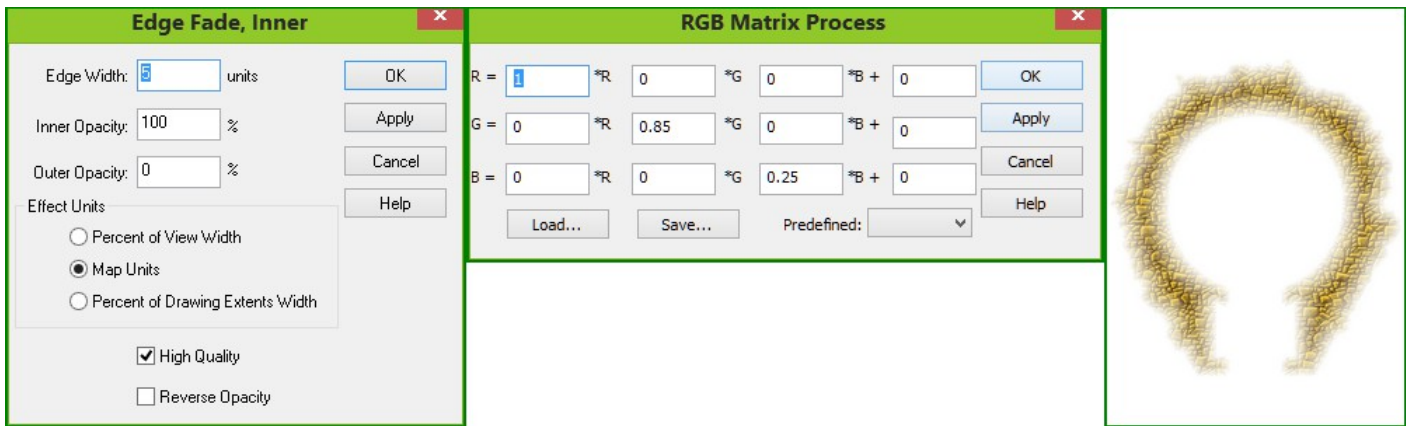 Edge Fade, Inner
Edge Width: 5 units
OK
Inner Opacity: 100 %
Apply
Outer Opacity: 0 %
Cancel
Effect Units
Help
Percent of View Width
Map Units
Percent of Drawing Extents Width
High Quality
Reverse Opacity
RGB Matrix Process
R = 1 *R 0 *G 0 *B + 0
OK
G = 0 *R 0.85 *G 0 *B + 0
Apply
B = 0 *R 0 *G 0.25 *B + 0
Cancel
Load... Save... Predefined:
Help